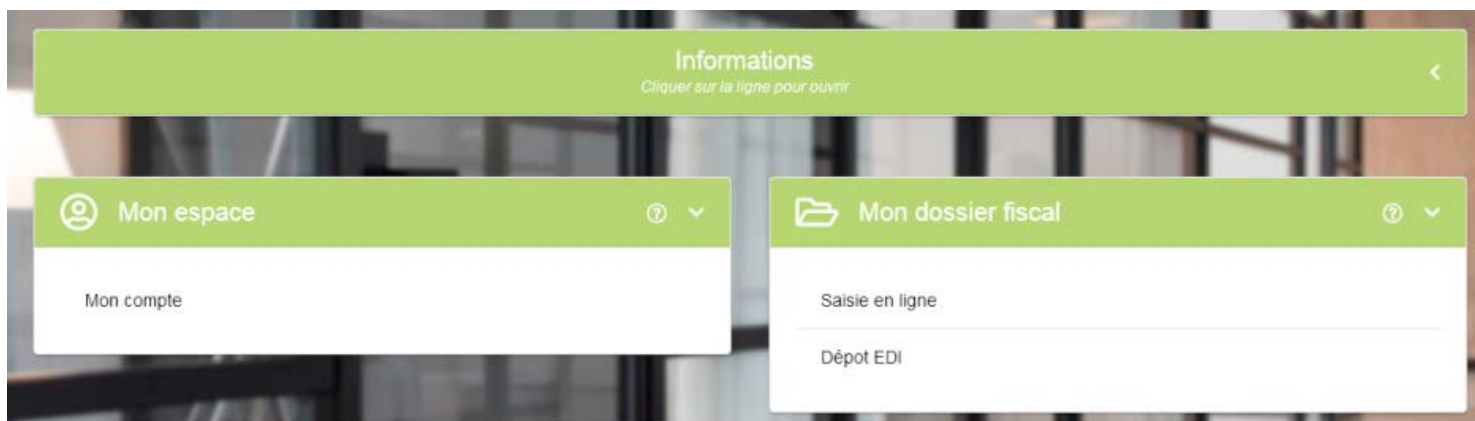 Informations
Cliquer sur la ligne pour ouvrir
Mon espace
Mon compte
Mon dossier fiscal
Saisie en ligne
Dépot EDI